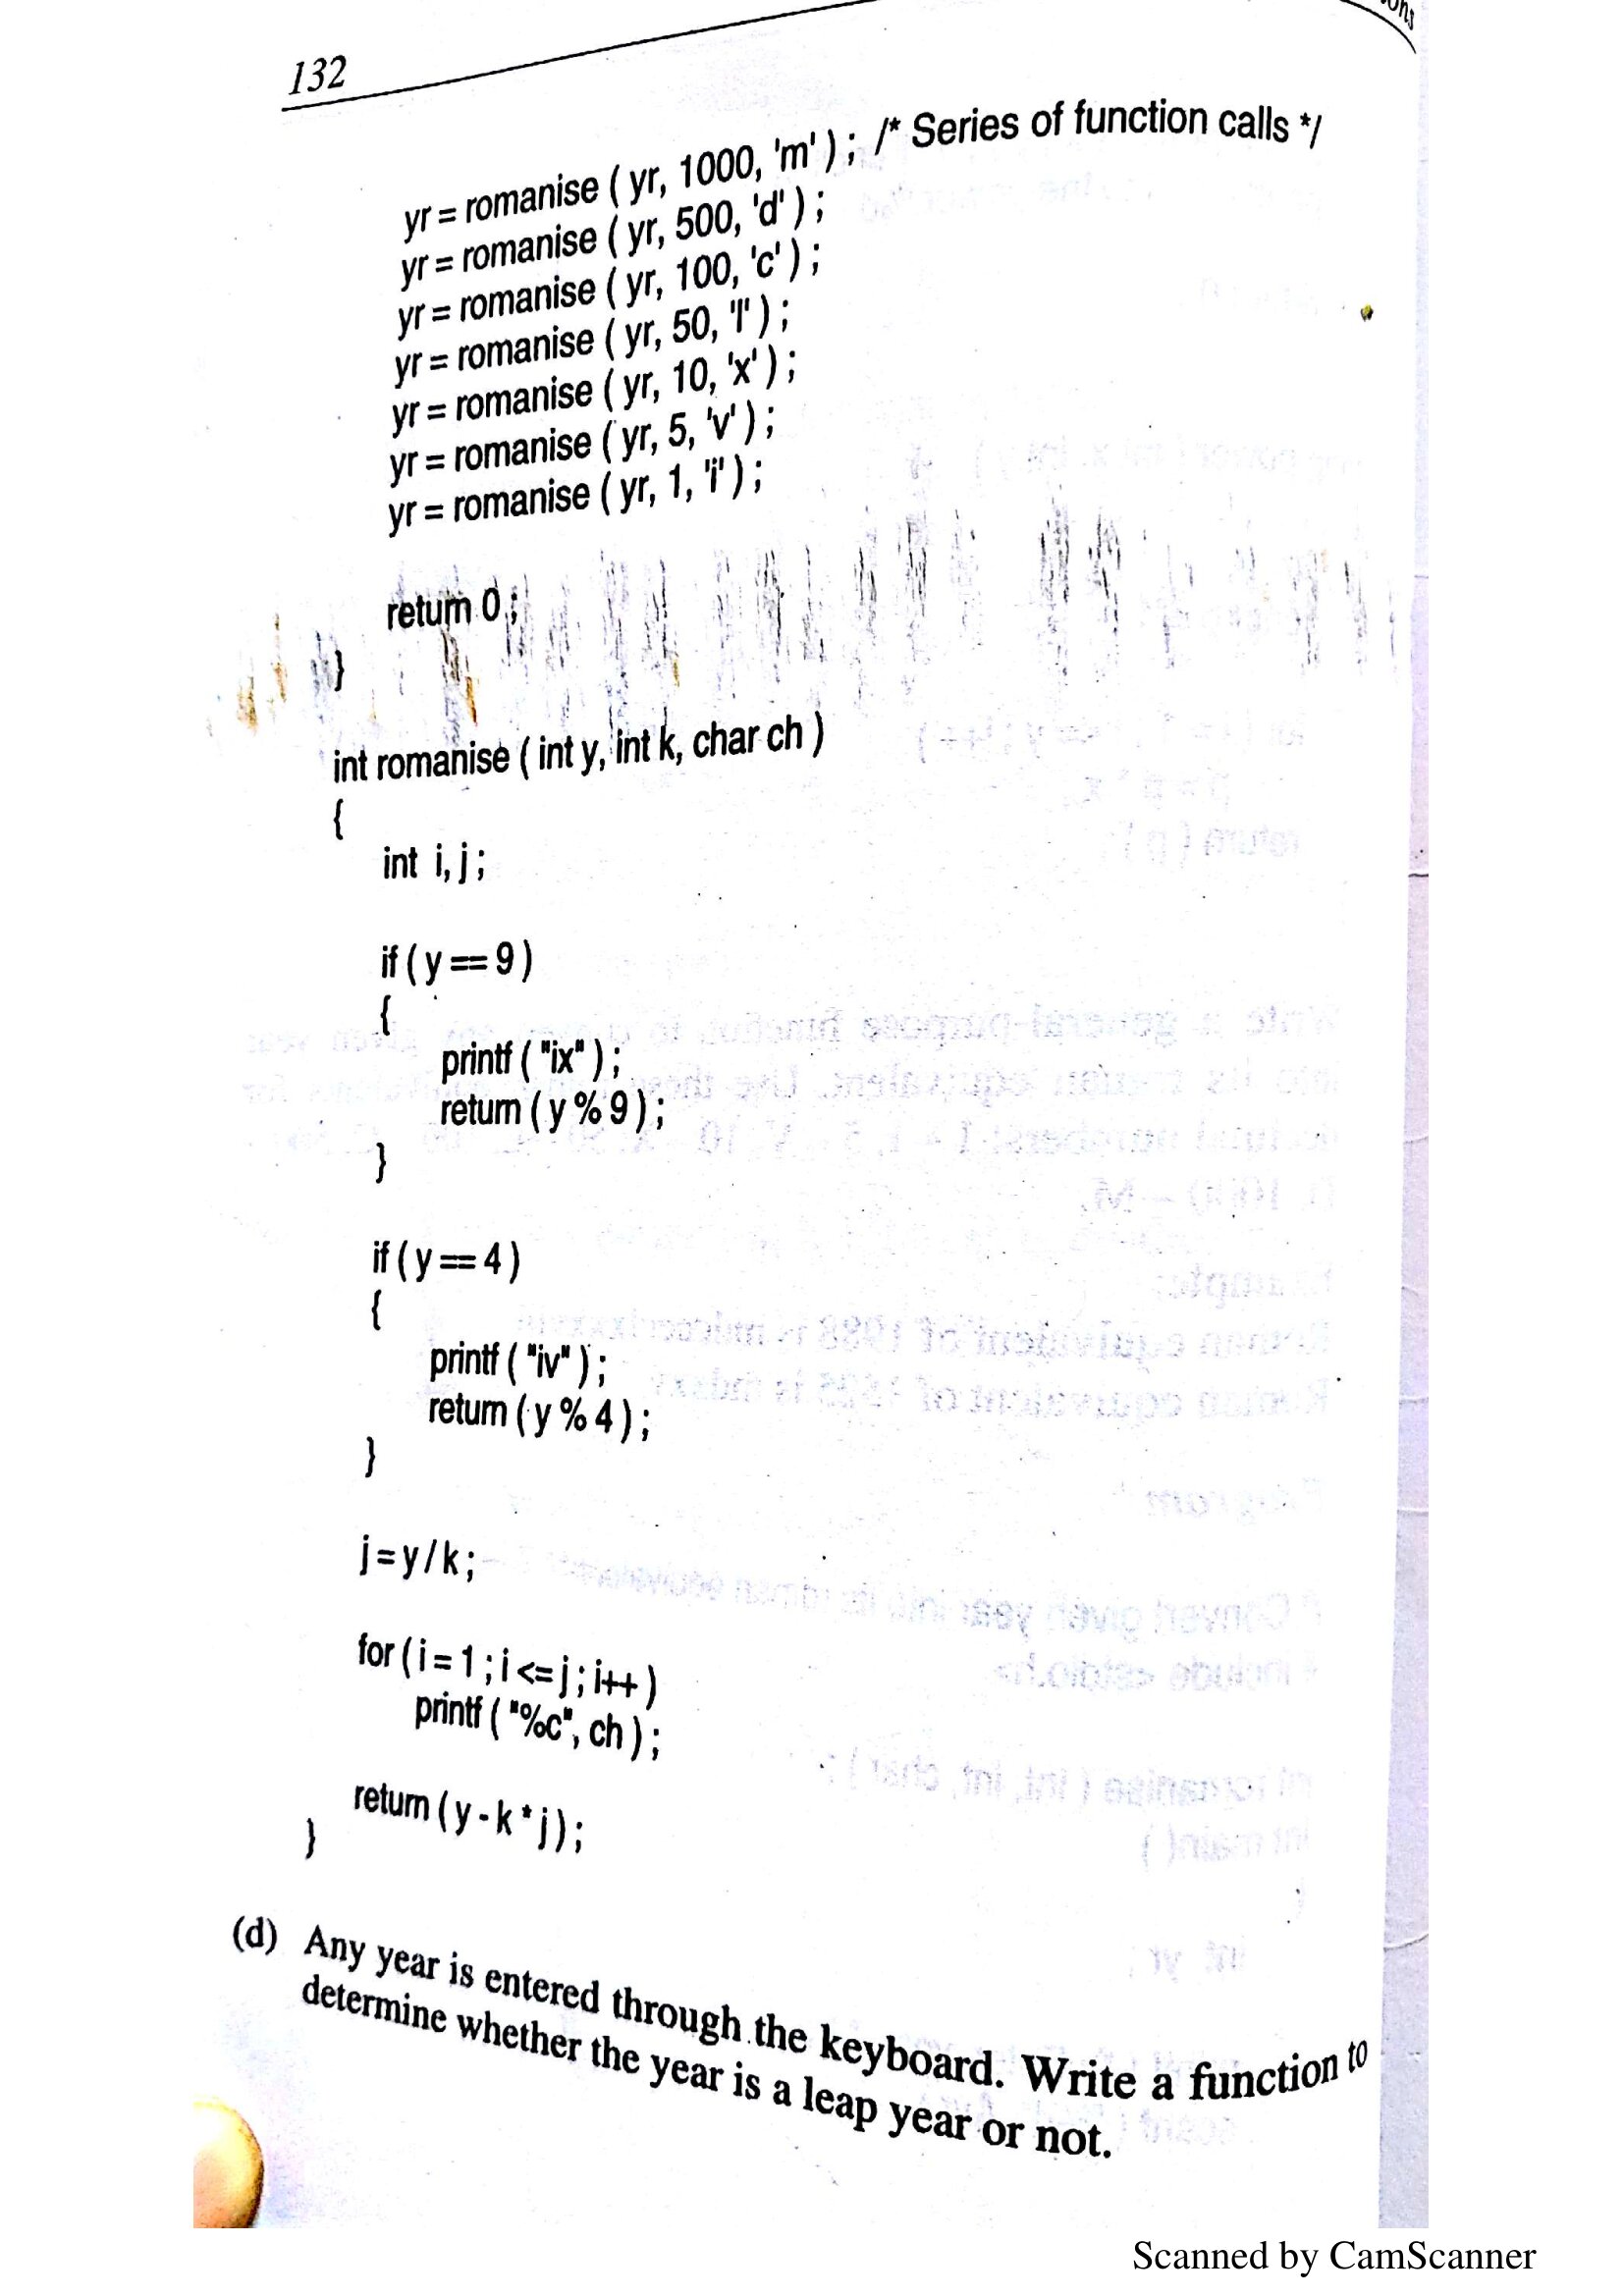 132
yr = romanise ( yr, 1000, 'm' ) ; /* Series of function calls */
yr = romanise ( yr, 500, 'd' ) ;
yr = romanise ( yr, 100, 'c' ) ;
yr = romanise ( yr, 50, 'l' ) ;
yr = romanise ( yr, 10, 'x' ) ;
yr = romanise ( yr, 5, 'v' ) ;
yr = romanise ( yr, 1, 'i' ) ;
return 0 ;
}
int romanise ( int y, int k, char ch )
{
int i, j ;
if ( y == 9 )
{
printf ( "ix" ) ;
return ( y % 9 ) ;
}
if ( y == 4 )
{
printf ( "iv" ) ;
return ( y % 4 ) ;
}
j = y / k ;
for ( i = 1 ; i <= j ; i++ )
printf ( "%c", ch ) ;
return ( y - k * j ) ;
}
(d) Any year is entered through the keyboard. Write a function to
determine whether the year is a leap year or not.
Scanned by CamScanner